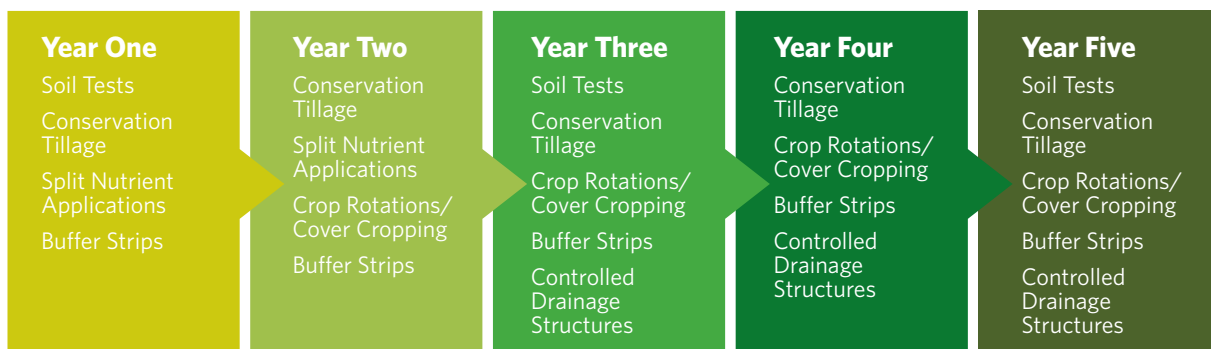 Year One
Soil Tests
Conservation
Tillage
Split Nutrient
Applications
Buffer Strips
Year Two
Conservation
Tillage
Split Nutrient
Applications
Crop Rotations/
Cover Cropping
Buffer Strips
Year Three
Soil Tests
Conservation
Tillage
Crop Rotations/
Cover Cropping
Buffer Strips
Controlled
Drainage
Structures
Year Four
Conservation
Tillage
Crop Rotations/
Cover Cropping
Buffer Strips
Controlled
Drainage
Structures
Year Five
Soil Tests
Conservation
Tillage
Crop Rotations/
Cover Cropping
Buffer Strips
Controlled
Drainage
Structures